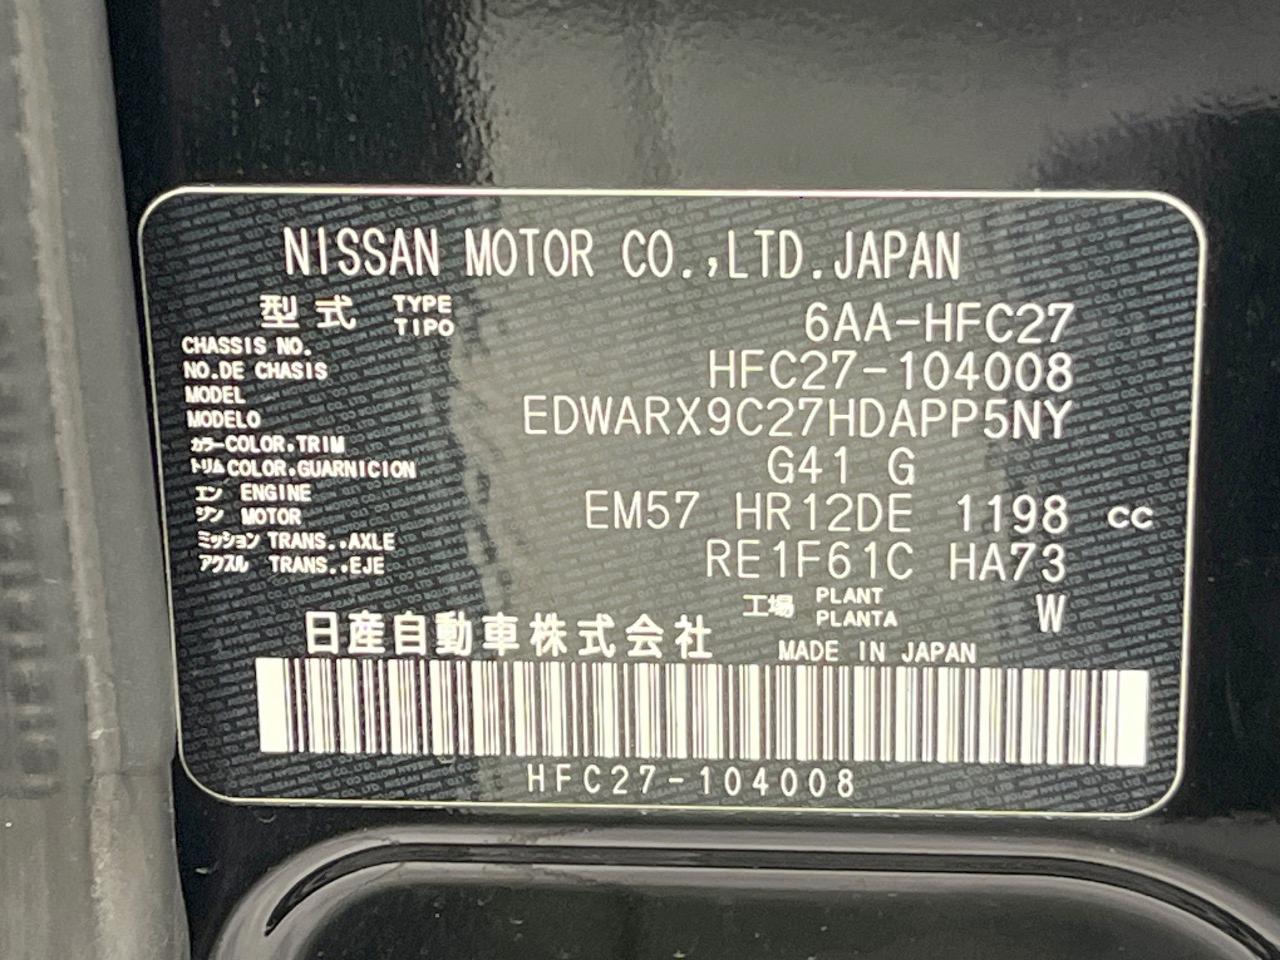 NISSAN MOTOR CO.,LTD.JAPAN
型式 TYPE TIPO 6AA-HFC27
CHASSIS NO. NO.DE CHASIS HFC27-104008
MODEL MODELO EDWARX9C27HDAPP5NY
カラー COLOR.TRIM トリム COLOR.GUARNICION G41 G
エンジン ENGINE MOTOR EM57 HR12DE 1198 cc
ミッション TRANS..AXLE アクスル TRANS..EJE RE1F61C HA73
工場 PLANT PLANTA W
日産自動車株式会社 MADE IN JAPAN
HFC27-104008